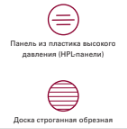 Панель из пластика высокого
давления (HPL-панели)
Доска строганная обрезная